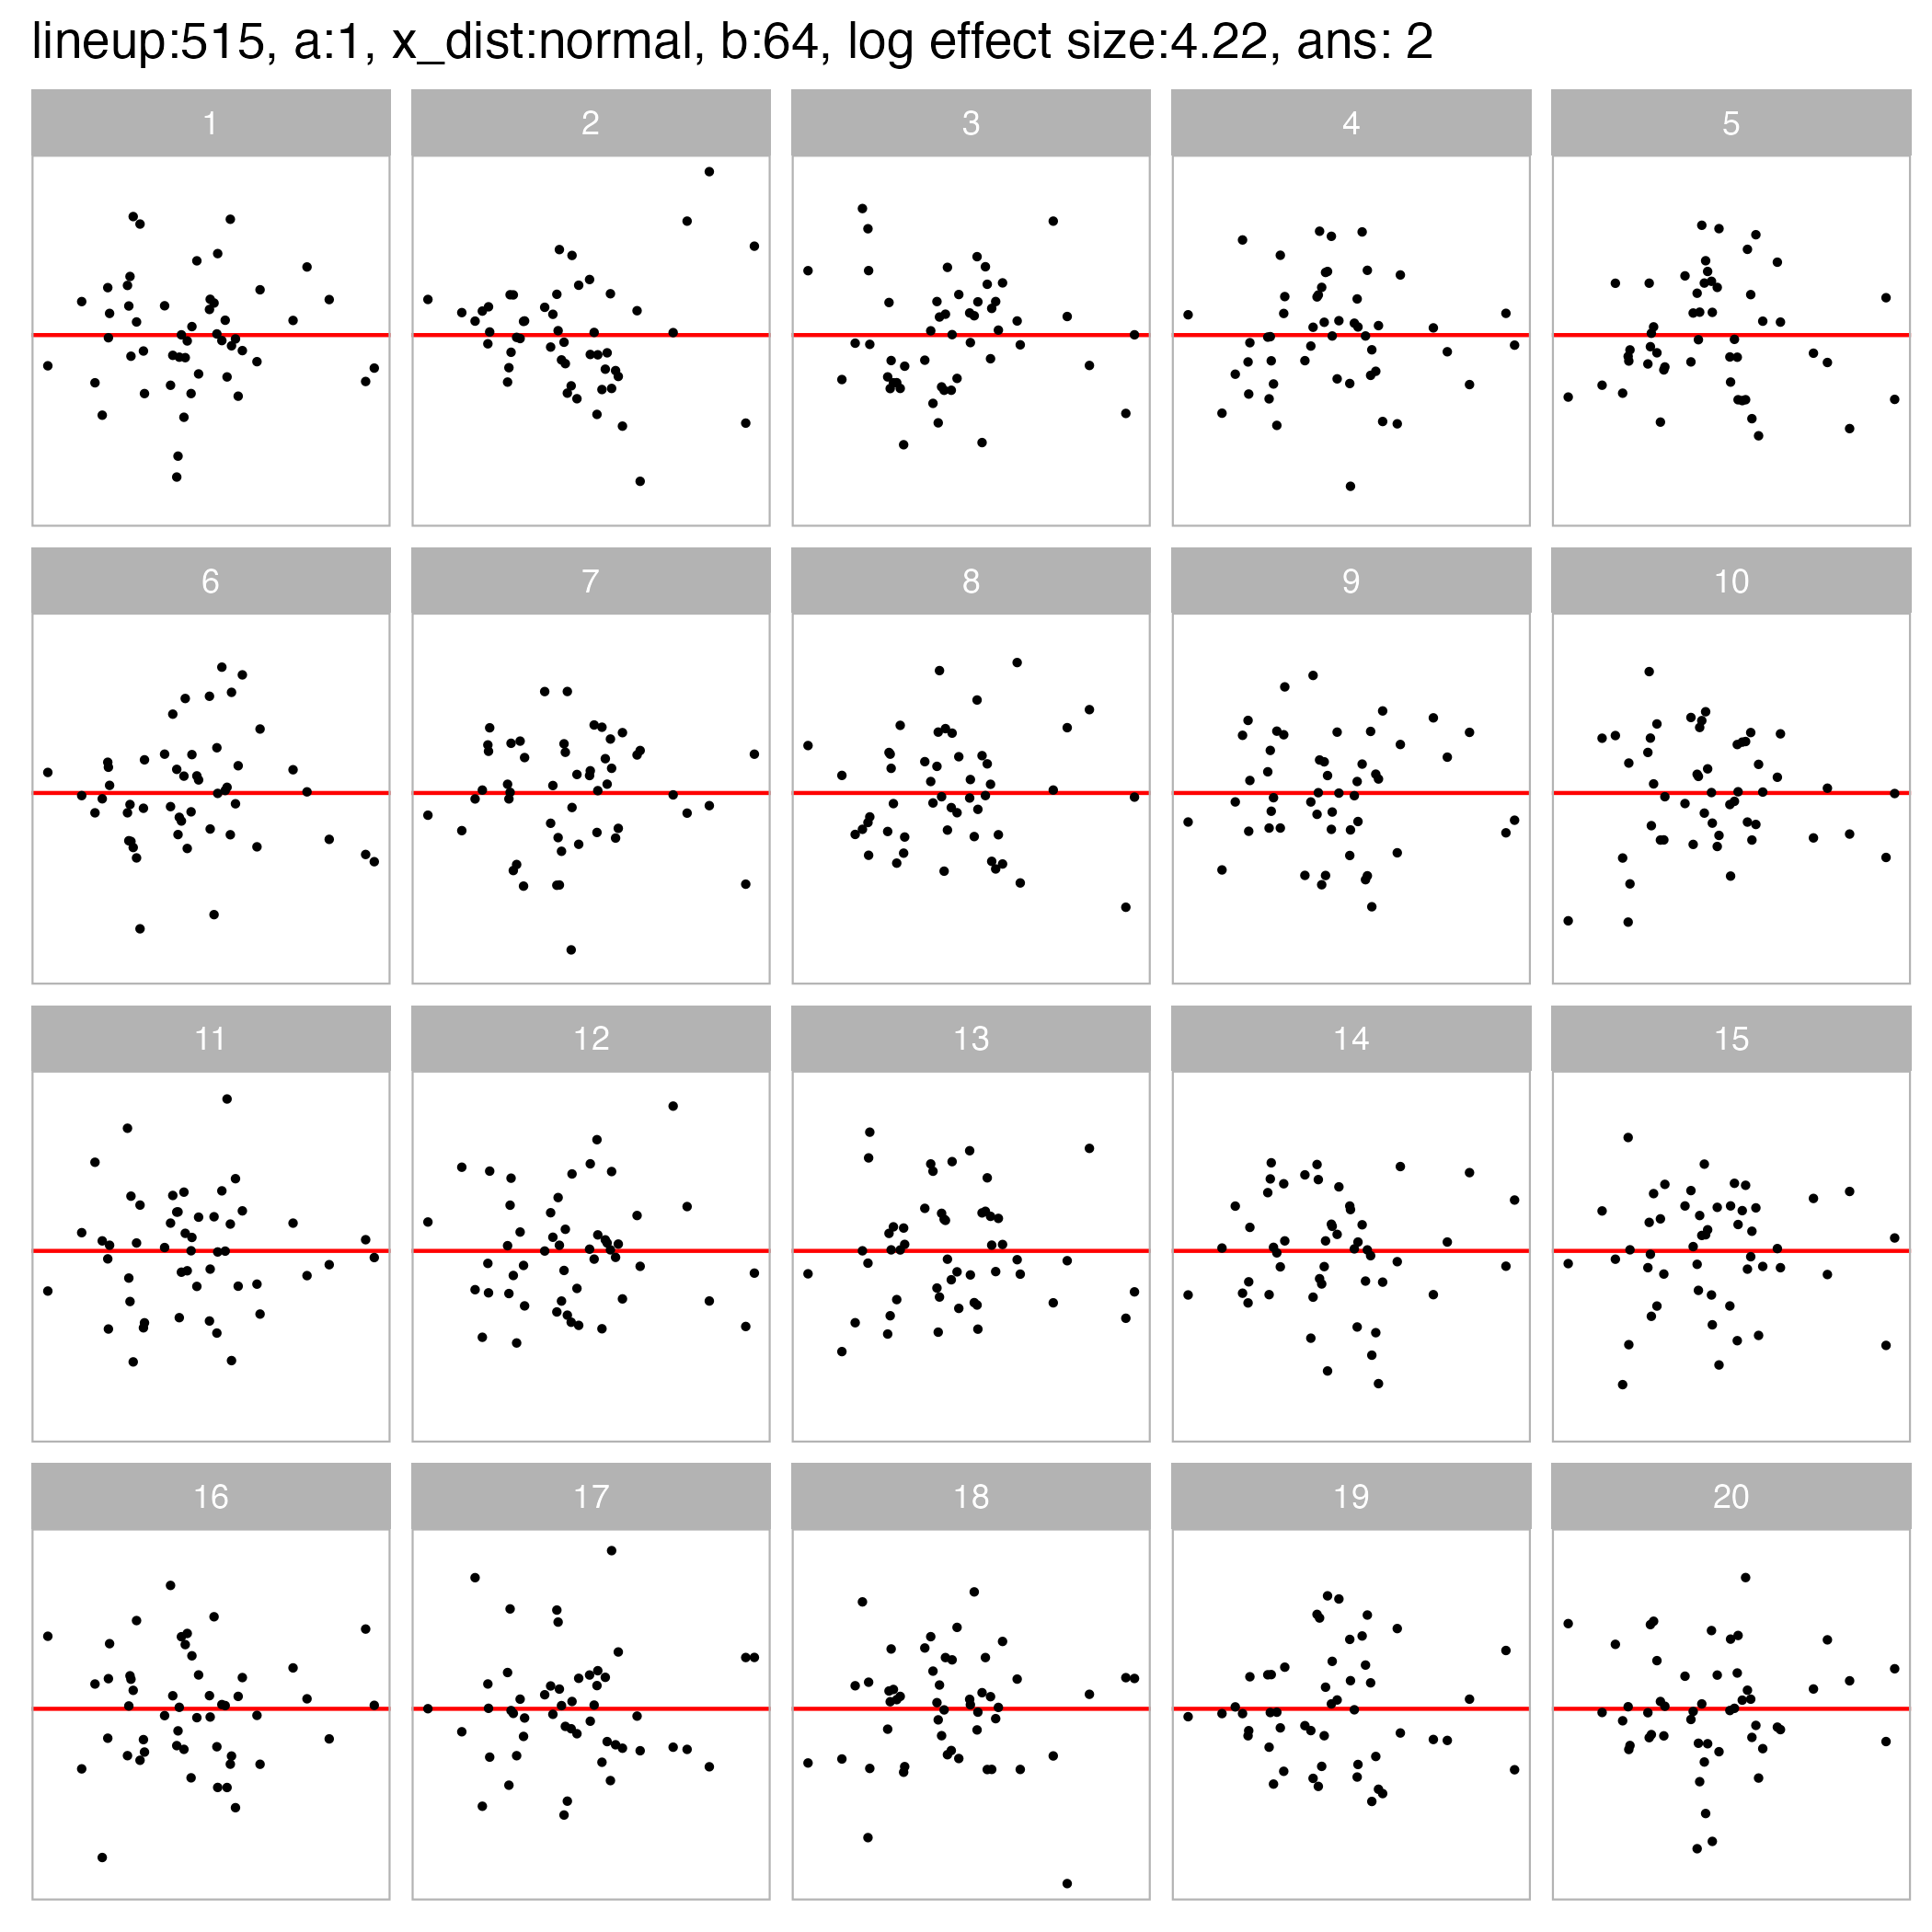 lineup:515, a:1, x_dist:normal, b:64, log effect size:4.22, ans: 2
1 2 3 4 5
6 7 8 9 10
11 12 13 14 15
16 17 18 19 20